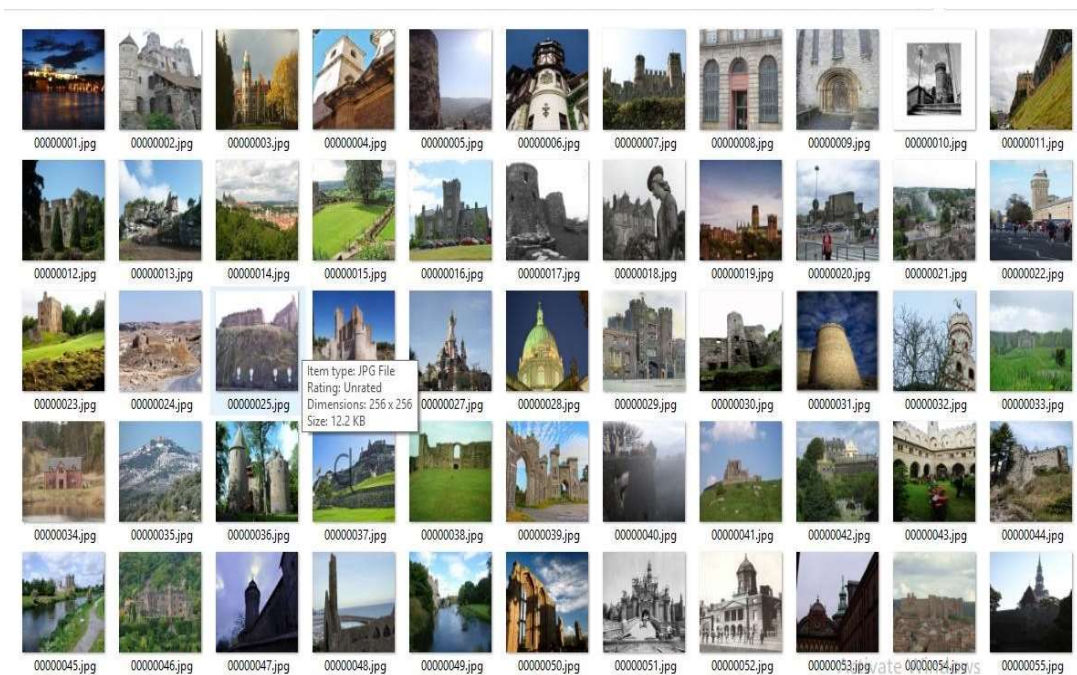 00000001.jpg 00000002.jpg 00000003.jpg 00000004.jpg 00000005.jpg 00000006.jpg 00000007.jpg 00000008.jpg 00000009.jpg 00000010.jpg 00000011.jpg
00000012.jpg 00000013.jpg 00000014.jpg 00000015.jpg 00000016.jpg 00000017.jpg 00000018.jpg 00000019.jpg 00000020.jpg 00000021.jpg 00000022.jpg
Item type: JPG File
Rating: Unrated
Dimensions: 256 x 256
Size: 12.2 KB
00000023.jpg 00000024.jpg 00000025.jpg 00000027.jpg 00000028.jpg 00000029.jpg 00000030.jpg 00000031.jpg 00000032.jpg 00000033.jpg
00000034.jpg 00000035.jpg 00000036.jpg 00000037.jpg 00000038.jpg 00000039.jpg 00000040.jpg 00000041.jpg 00000042.jpg 00000043.jpg 00000044.jpg
00000045.jpg 00000046.jpg 00000047.jpg 00000048.jpg 00000049.jpg 00000050.jpg 00000051.jpg 00000052.jpg 00000053.jpg 00000054.jpg 00000055.jpg
Activate Windows